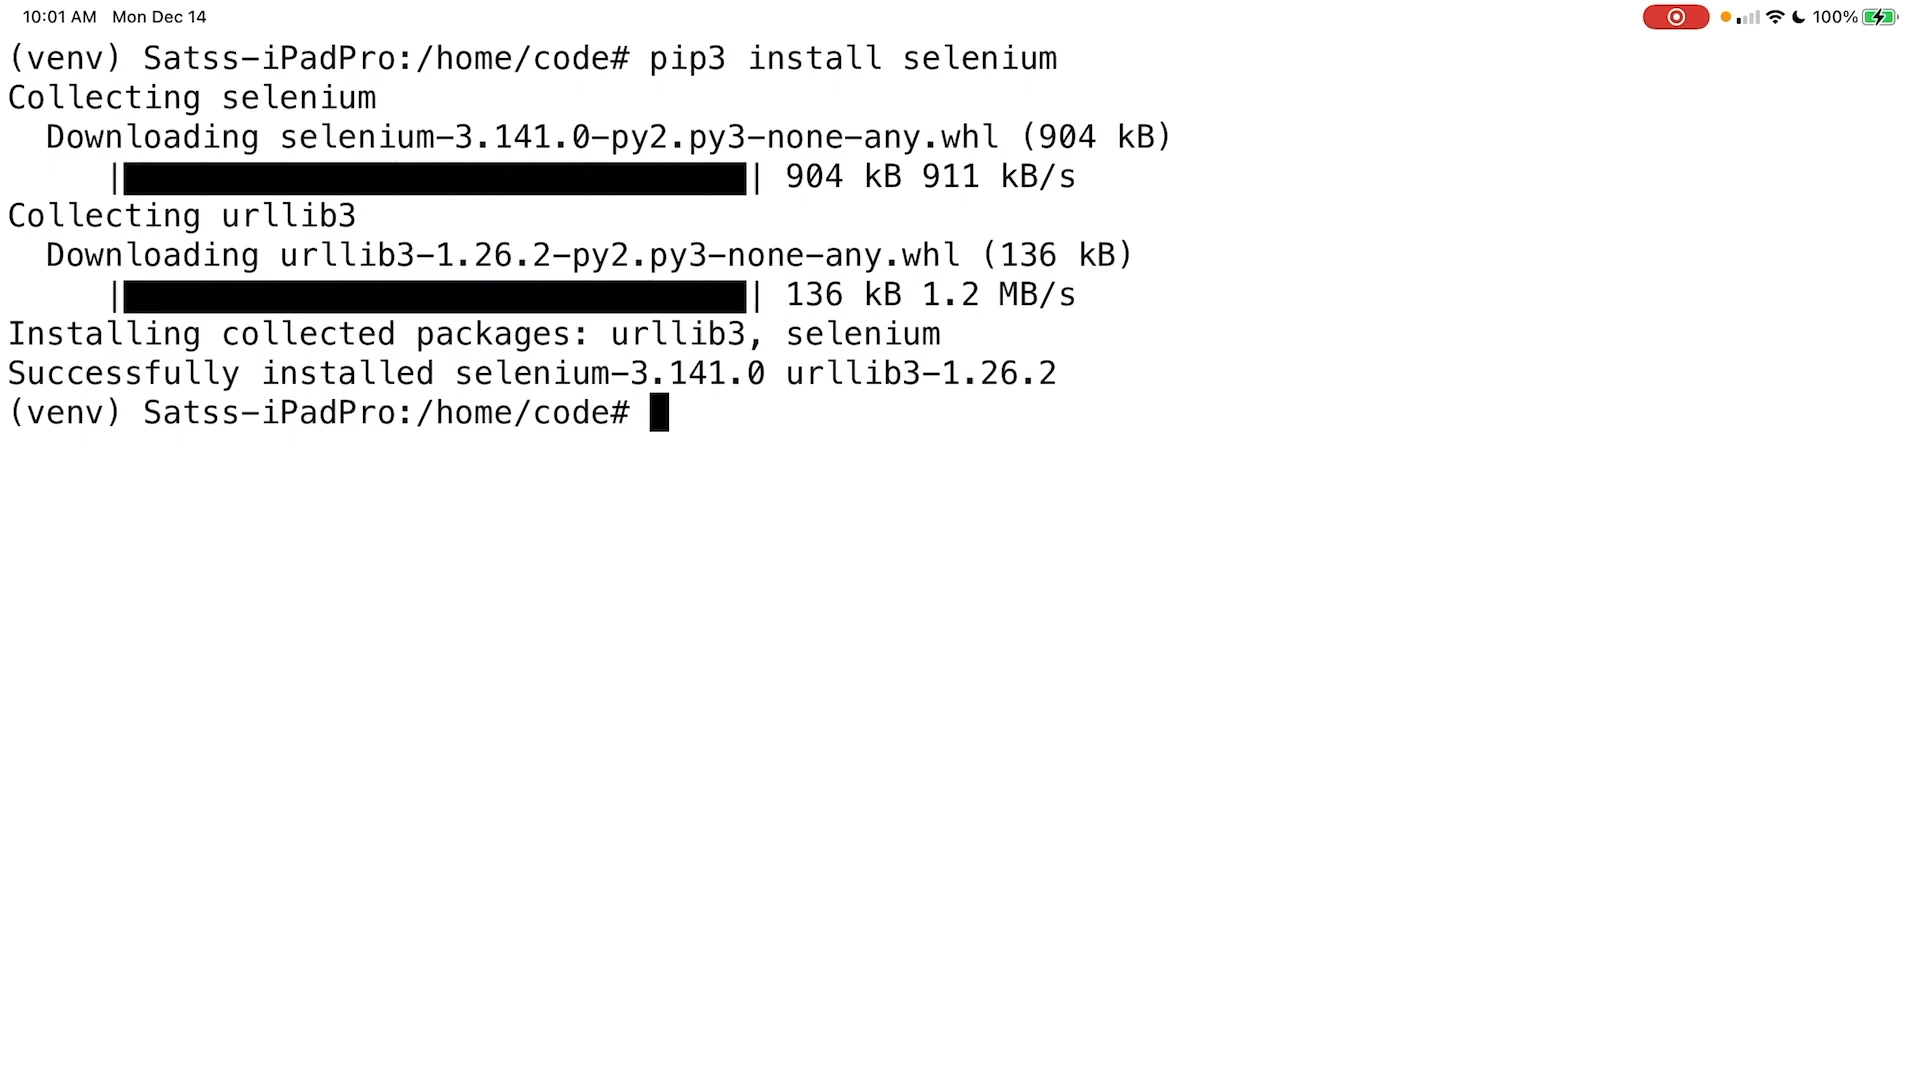 10:01 AM Mon Dec 14 100%
(venv) Satss-iPadPro:/home/code# pip3 install selenium
Collecting selenium
Downloading selenium-3.141.0-py2.py3-none-any.whl (904 kB)
| | 904 kB 911 kB/s
Collecting urllib3
Downloading urllib3-1.26.2-py2.py3-none-any.whl (136 kB)
| | 136 kB 1.2 MB/s
Installing collected packages: urllib3, selenium
Successfully installed selenium-3.141.0 urllib3-1.26.2
(venv) Satss-iPadPro:/home/code#